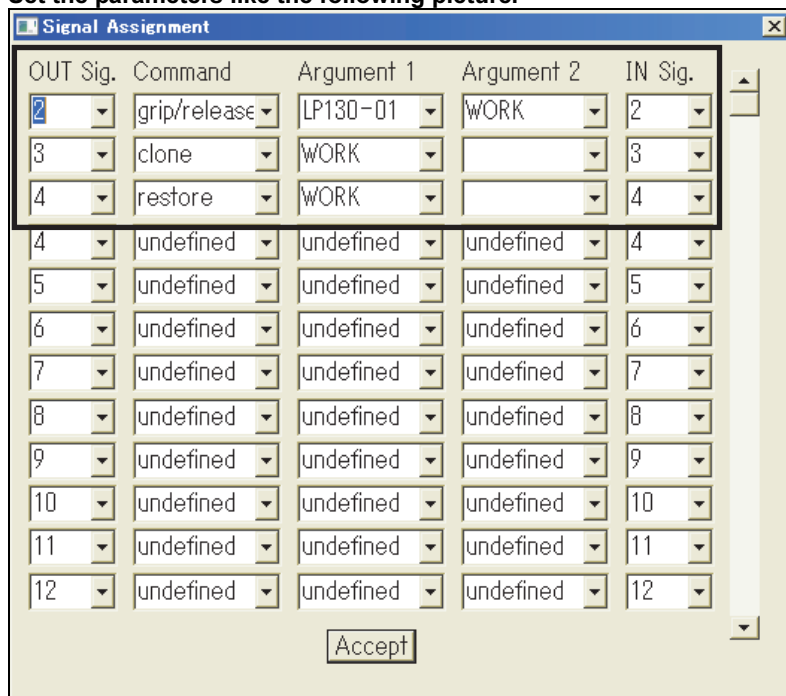 Set the parameters like the following picture.
Signal Assignment
OUT Sig. Command Argument 1 Argument 2 IN Sig.
2 grip/release LP130-01 WORK 2
3 clone WORK 3
4 restore WORK 4
4 undefined undefined undefined 4
5 undefined undefined undefined 5
6 undefined undefined undefined 6
7 undefined undefined undefined 7
8 undefined undefined undefined 8
9 undefined undefined undefined 9
10 undefined undefined undefined 10
11 undefined undefined undefined 11
12 undefined undefined undefined 12
Accept